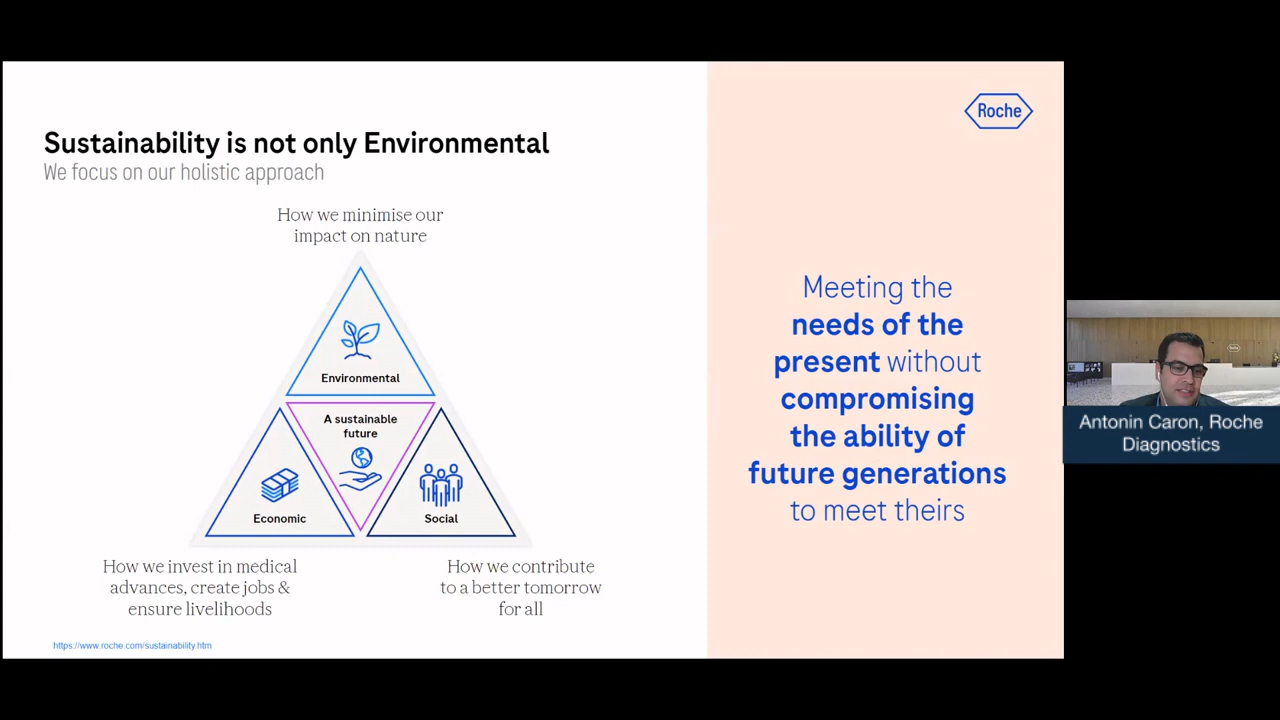 Roche
Sustainability is not only Environmental
We focus on our holistic approach
How we minimise our
impact on nature
Environmental
A sustainable
future
Economic
Social
How we invest in medical
advances, create jobs &
ensure livelihoods
How we contribute
to a better tomorrow
for all
https://www.roche.com/sustainability.htm
Meeting the
needs of the
present without
compromising
the ability of
future generations
to meet theirs
Antonin Caron, Roche
Diagnostics